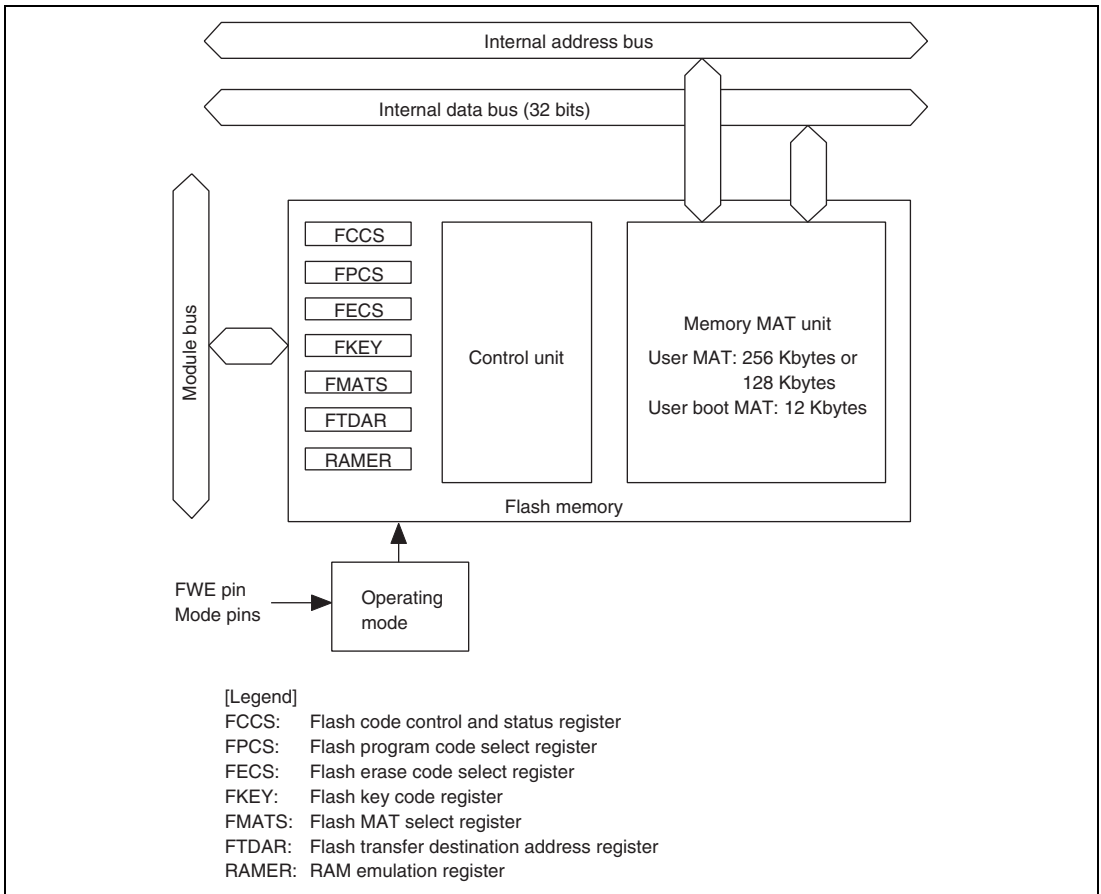 Internal address bus
Internal data bus (32 bits)
Module bus
FCCS
FPCS
FECS
FKEY
FMATS
FTDAR
RAMER
Control unit
Memory MAT unit
User MAT: 256 Kbytes or
128 Kbytes
User boot MAT: 12 Kbytes
Flash memory
FWE pin
Mode pins
Operating
mode
[Legend]
FCCS: Flash code control and status register
FPCS: Flash program code select register
FECS: Flash erase code select register
FKEY: Flash key code register
FMATS: Flash MAT select register
FTDAR: Flash transfer destination address register
RAMER: RAM emulation register